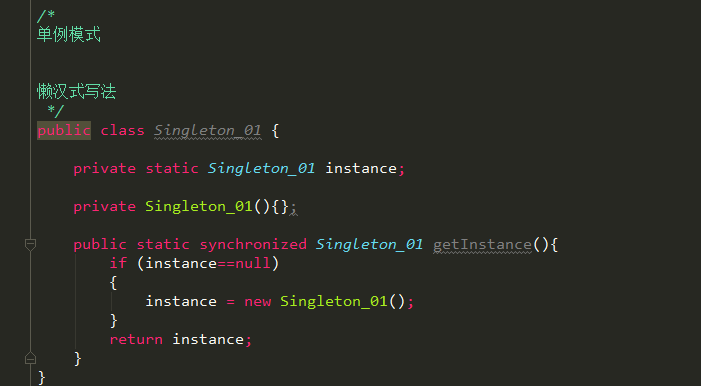 /*
单例模式
懒汉式写法
*/
public class Singleton_01 {
private static Singleton_01 instance;
private Singleton_01(){};
public static synchronized Singleton_01 getInstance(){
if (instance==null)
{
instance = new Singleton_01();
}
return instance;
}
}